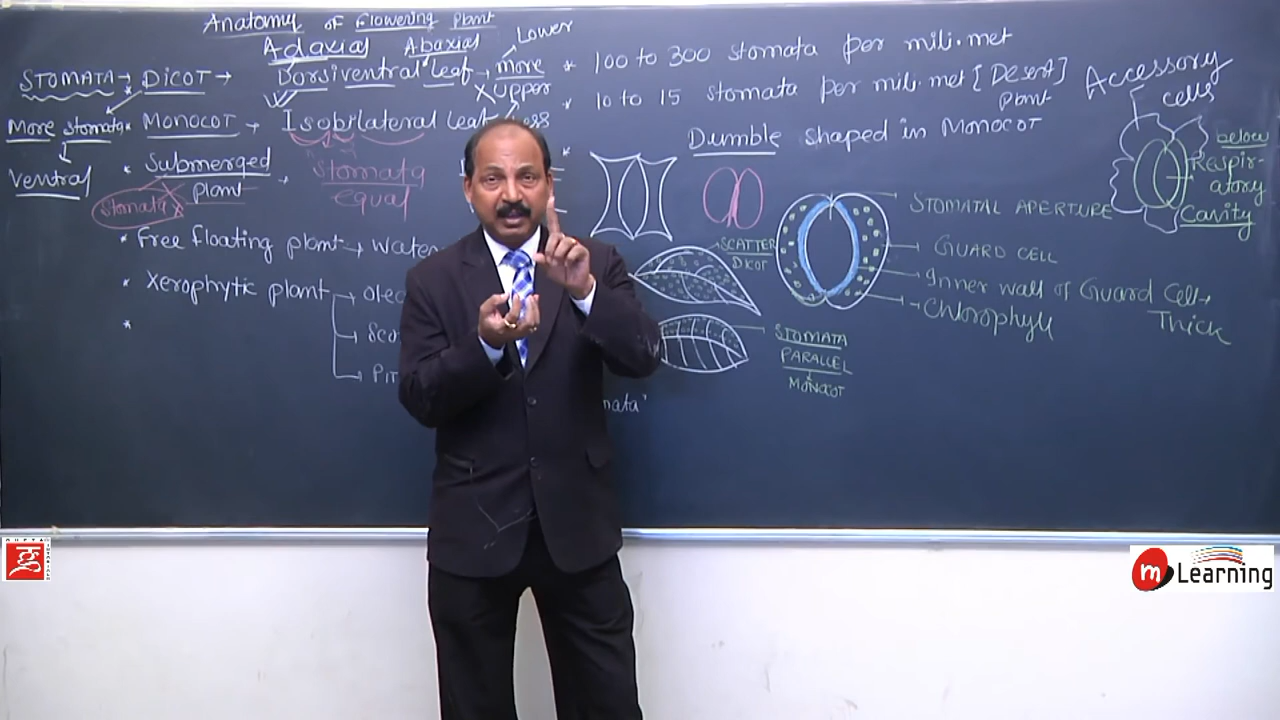 Anatomy of Flowering Plant
Adaxial Abaxial
Lower
STOMATA → DICOT → Dorsiventral leaf → more
X upper
More stomata
* MONOCOT → Isobilateral leaf
Ventral
* Submerged plant → Stomata equal
Stomata X
* Free floating plant → Water
* Xerophytic plant
*
* 100 to 300 stomata per mili.met
* 10 to 15 stomata per mili.met [Desert Plant]
* Dumble shaped in MONOCOT
SCATTER
DICOT
STOMATA
PARALLEL
MONOCOT
STOMATAL APERTURE
GUARD CELL
Inner wall of Guard Cell →
Thick
Chlorophyll
Accessory
cells
below
Respir-
atory
Cavity
mata'
m Learning